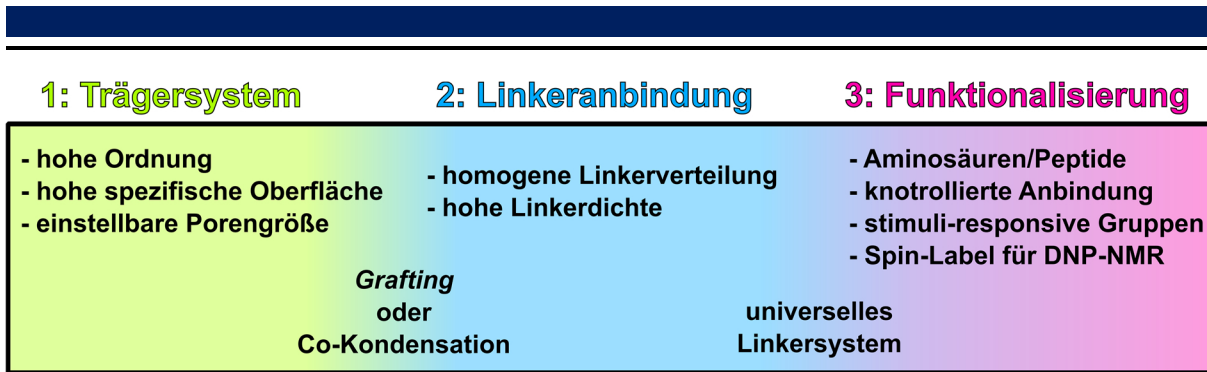 1: Trägersystem
2: Linkeranbindung
3: Funktionalisierung
- hohe Ordnung
- hohe spezifische Oberfläche
- einstellbare Porengröße
- homogene Linkerverteilung
- hohe Linkerdichte
- Aminosäuren/Peptide
- knotrollierte Anbindung
- stimuli-responsive Gruppen
- Spin-Label für DNP-NMR
Grafting
oder
Co-Kondensation
universelles
Linkersystem